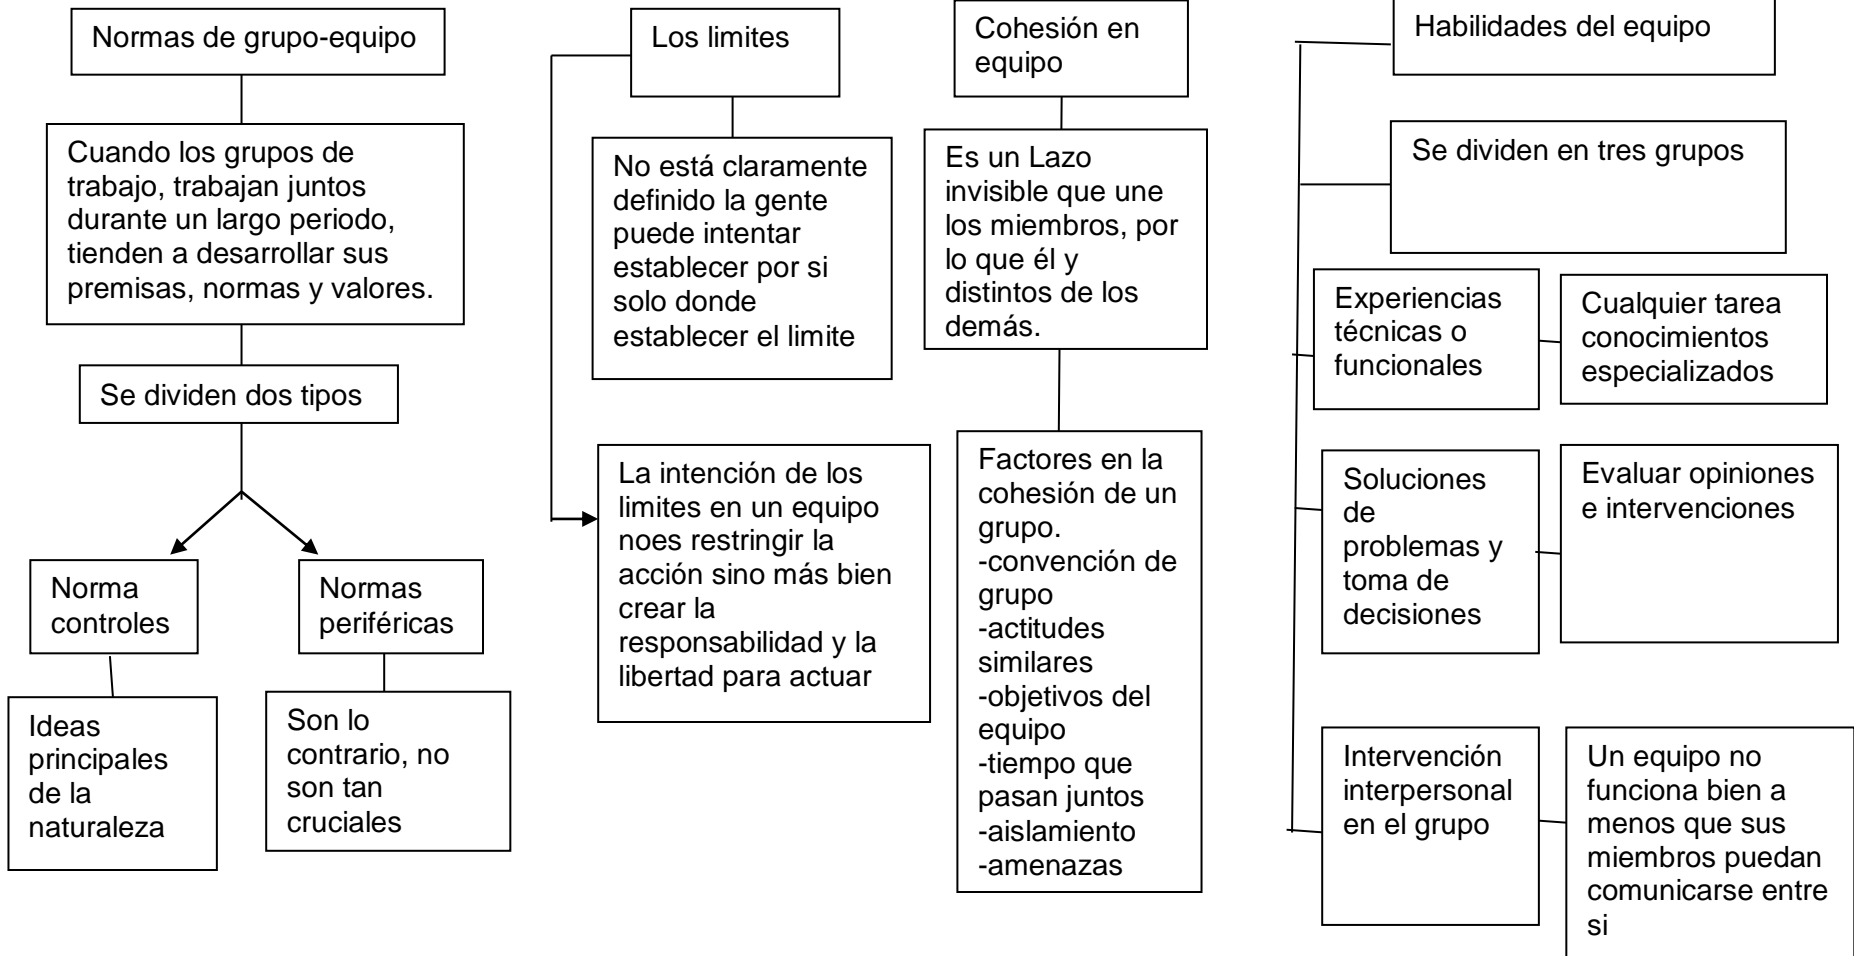 Normas de grupo-equipo
Cuando los grupos de
trabajo, trabajan juntos
durante un largo periodo,
tienden a desarrollar sus
premisas, normas y valores.
Se dividen dos tipos
Norma
controles
Normas
periféricas
Ideas
principales
de la
naturaleza
Son lo
contrario, no
son tan
cruciales
Los limites
No está claramente
definido la gente
puede intentar
establecer por si
solo donde
establecer el limite
La intención de los
limites en un equipo
noes restringir la
acción sino más bien
crear la
responsabilidad y la
libertad para actuar
Cohesión en
equipo
Es un Lazo
invisible que une
los miembros, por
lo que él y
distintos de los
demás.
Factores en la
cohesión de un
grupo.
-convención de
grupo
-actitudes
similares
-objetivos del
equipo
-tiempo que
pasan juntos
-aislamiento
-amenazas
Habilidades del equipo
Se dividen en tres grupos
Experiencias
técnicas o
funcionales
Cualquier tarea
conocimientos
especializados
Soluciones
de
problemas y
toma de
decisiones
Evaluar opiniones
e intervenciones
Intervención
interpersonal
en el grupo
Un equipo no
funciona bien a
menos que sus
miembros puedan
comunicarse entre
si